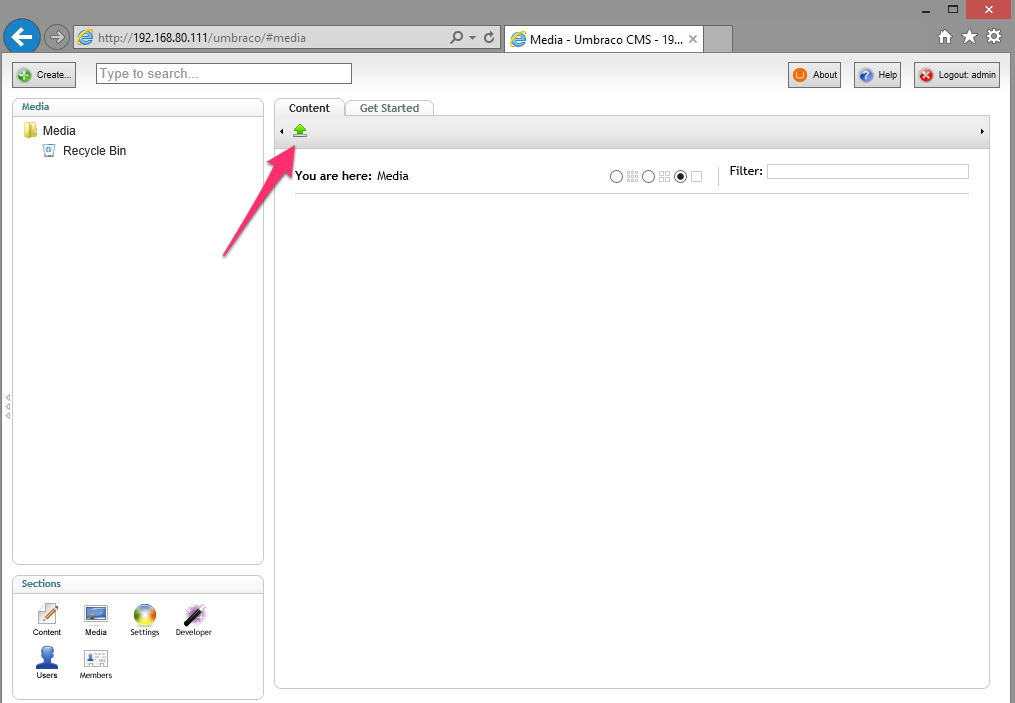 http://192.168.80.111/umbraco/#media
Media - Umbraco CMS - 19...
Create...
Type to search...
About
Help
Logout: admin
Media
Media
Recycle Bin
Content
Get Started
You are here: Media
Filter:
Sections
Content
Media
Settings
Developer
Users
Members